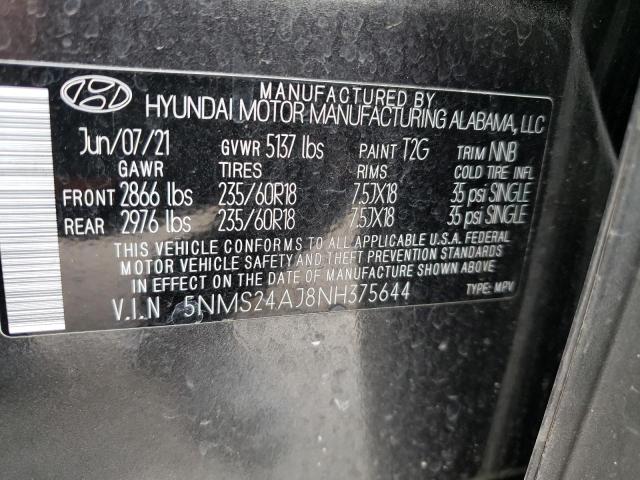 MANUFACTURED BY
HYUNDAI MOTOR MANUFACTURING ALABAMA, LLC
Jun/07/21 GVWR 5137 lbs PAINT T2G TRIM NNB
GAWR TIRES RIMS COLD TIRE INFL
FRONT 2866 lbs 235/60R18 7.5JX18 35 psi SINGLE
REAR 2976 lbs 235/60R18 7.5JX18 35 psi SINGLE
THIS VEHICLE CONFORMS TO ALL APPLICABLE U.S.A. FEDERAL
MOTOR VEHICLE SAFETY AND THEFT PREVENTION STANDARDS
IN EFFECT ON THE DATE OF MANUFACTURE SHOWN ABOVE.
V.I.N 5NMS24AJ8NH375644 TYPE: MPV